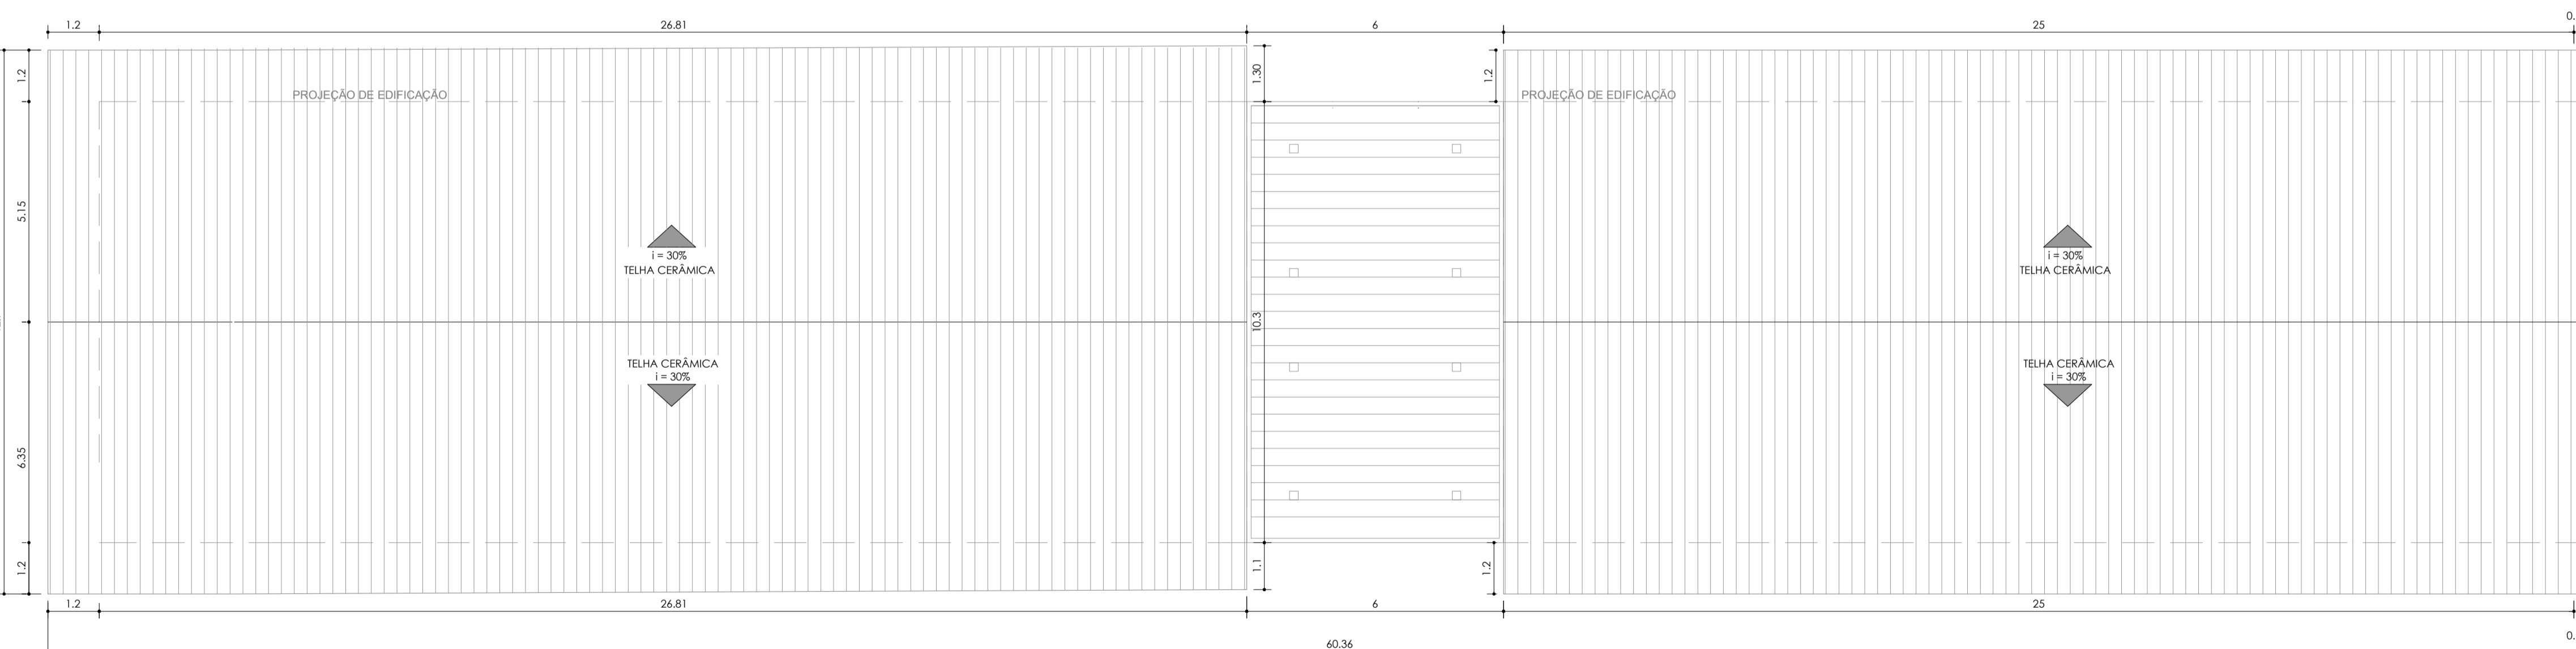 1.2
26.81
6
25
0.
1.2
1.30
1.2
PROJEÇÃO DE EDIFICAÇÃO
PROJEÇÃO DE EDIFICAÇÃO
5.15
i = 30%
TELHA CERÂMICA
i = 30%
TELHA CERÂMICA
10.3
TELHA CERÂMICA
i = 30%
TELHA CERÂMICA
i = 30%
6.35
1.2
1.1
1.2
1.2
26.81
6
25
0.
60.36